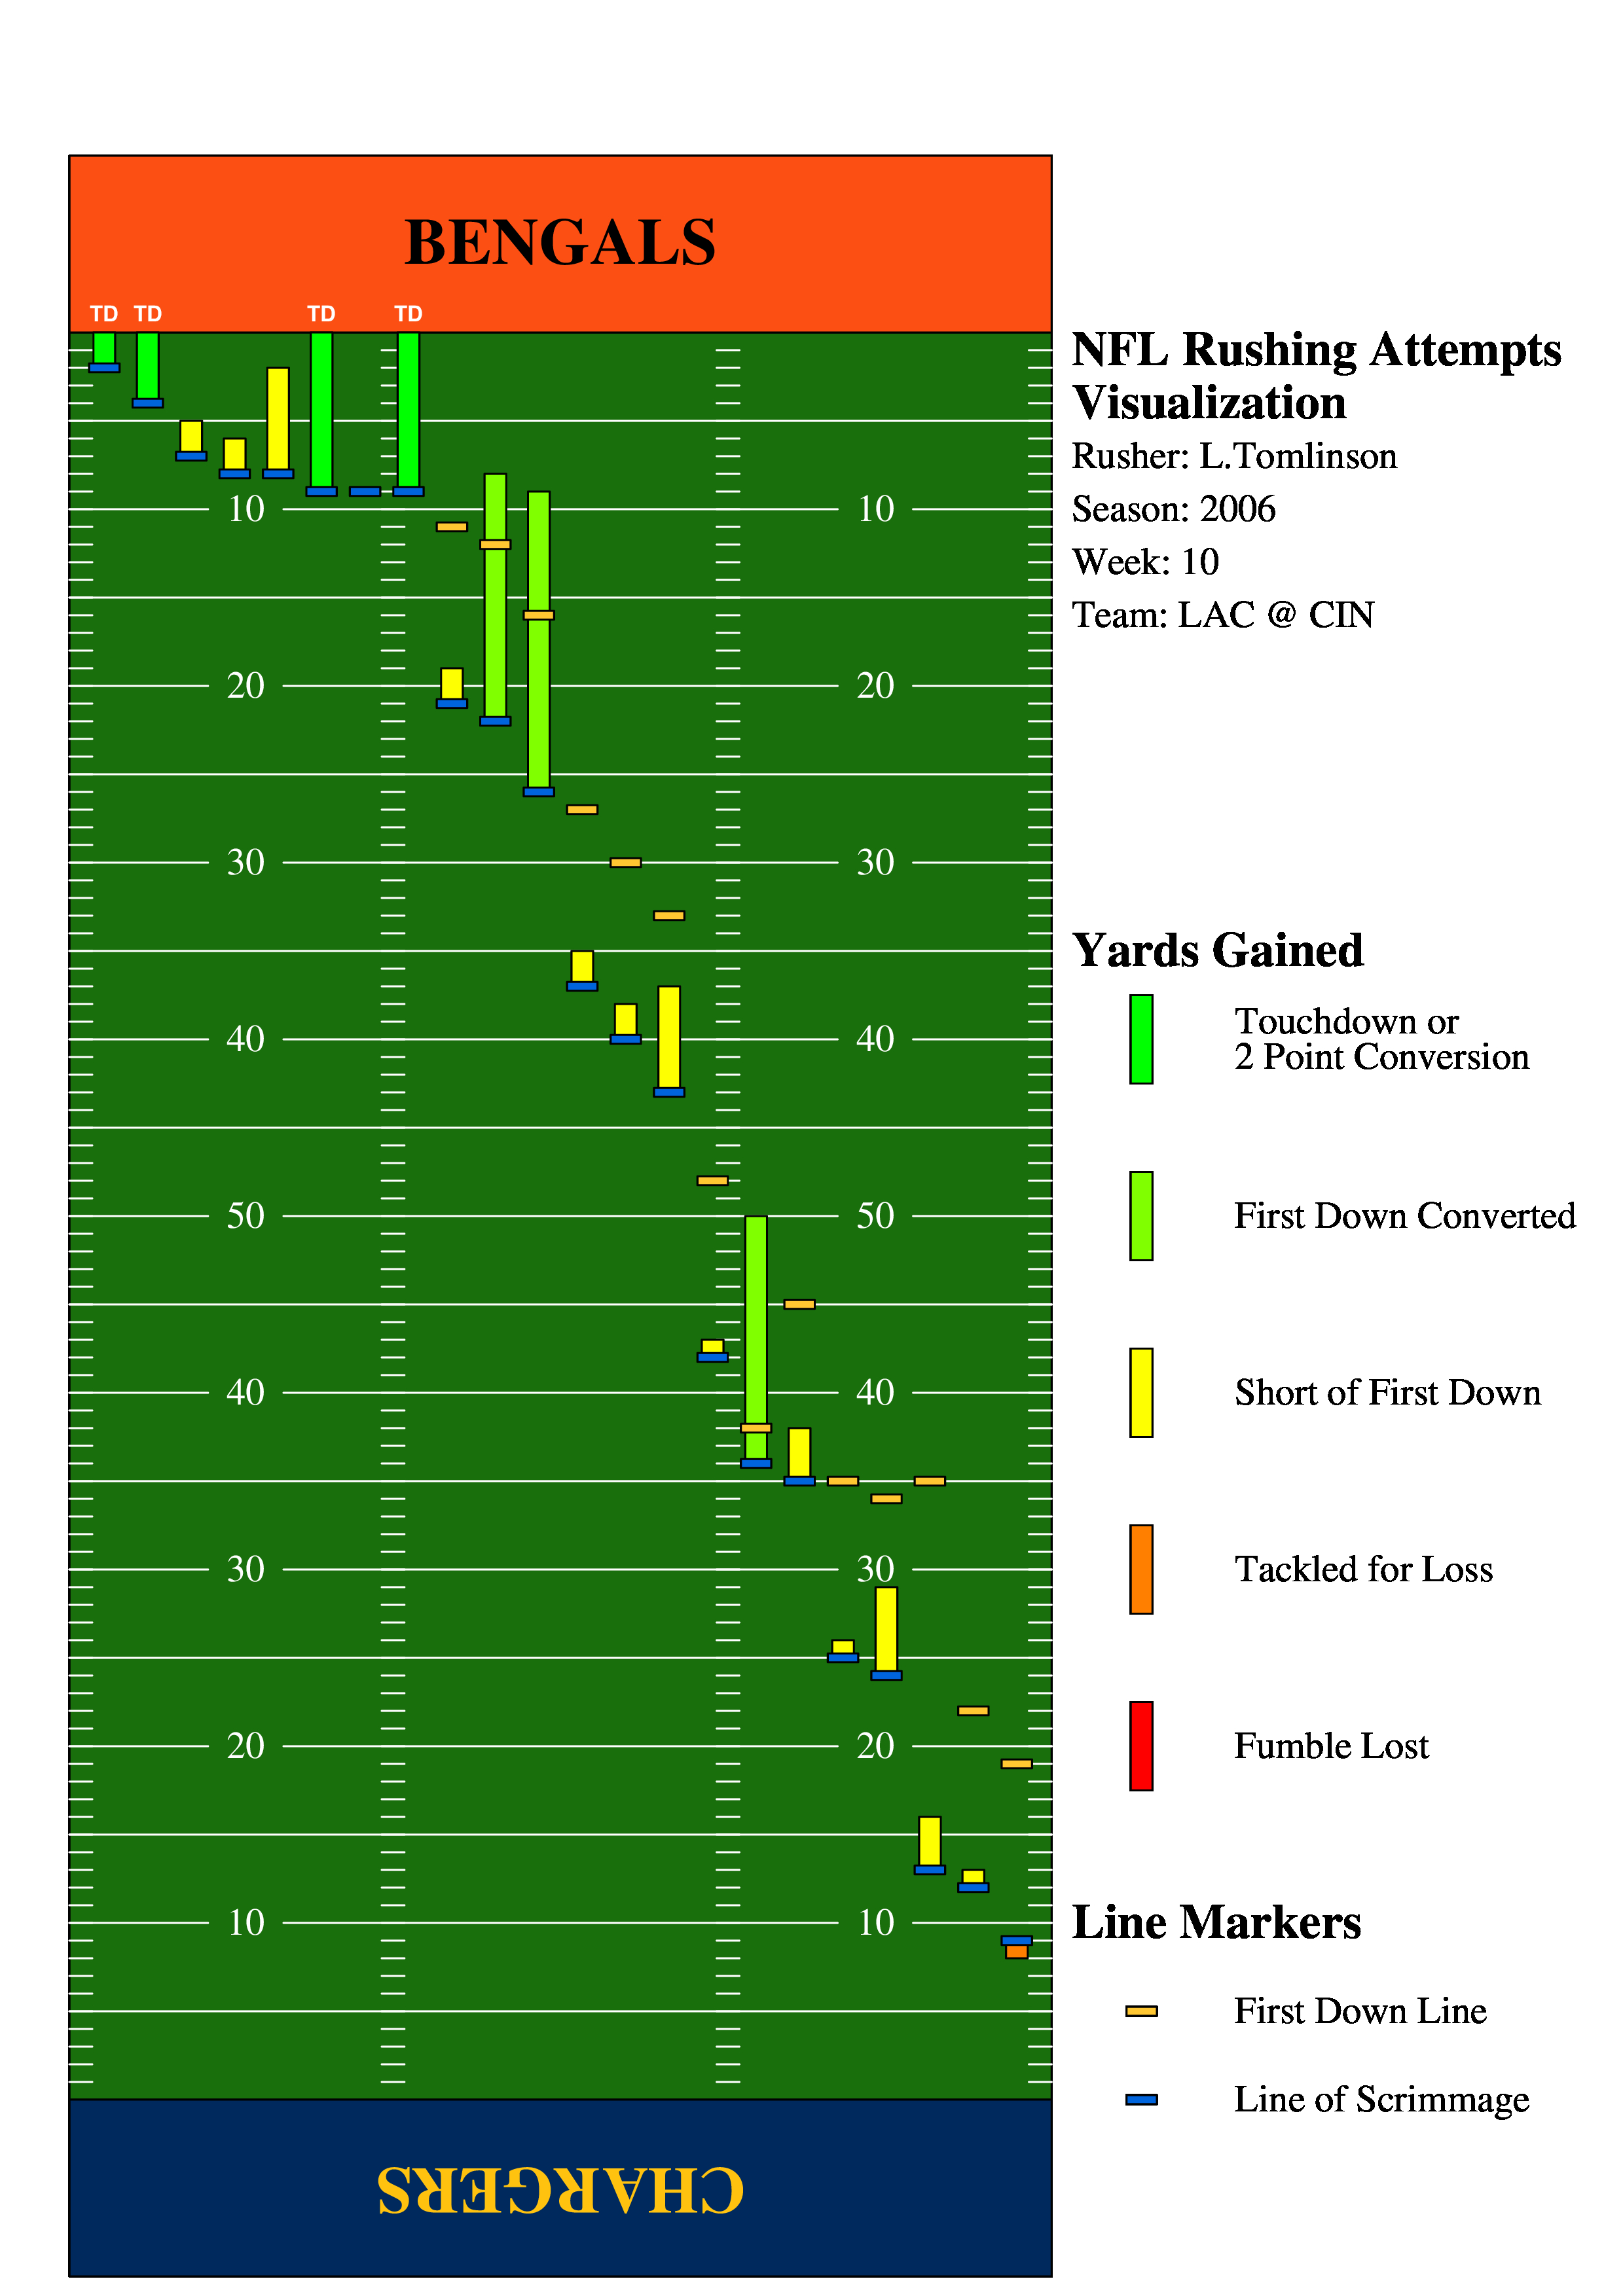 BENGALS
TD TD TD TD
NFL Rushing Attempts
Visualization
Rusher: L.Tomlinson
Season: 2006
Week: 10
Team: LAC @ CIN
10 10
20 20
30 30
40 40
50 50
40 40
30 30
20 20
10 10
Yards Gained
Touchdown or
2 Point Conversion
First Down Converted
Short of First Down
Tackled for Loss
Fumble Lost
Line Markers
First Down Line
Line of Scrimmage
CHARGERS